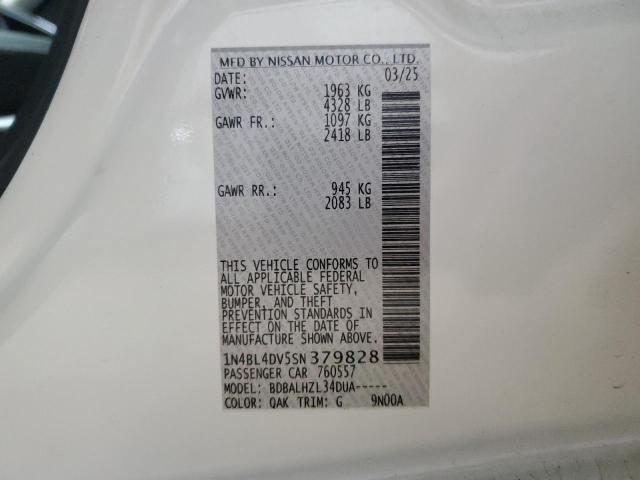 MFD BY NISSAN MOTOR CO., LTD.
DATE: 03/25
GVWR: 1963 KG
4328 LB
GAWR FR.: 1097 KG
2418 LB
GAWR RR.: 945 KG
2083 LB
THIS VEHICLE CONFORMS TO
ALL APPLICABLE FEDERAL
MOTOR VEHICLE SAFETY,
BUMPER, AND THEFT
PREVENTION STANDARDS IN
EFFECT ON THE DATE OF
MANUFACTURE SHOWN ABOVE.
1N4BL4DV5SN379828
PASSENGER CAR 760557
MODEL: BDBALHZL34DUA-----
COLOR: QAK TRIM: G 9N00A